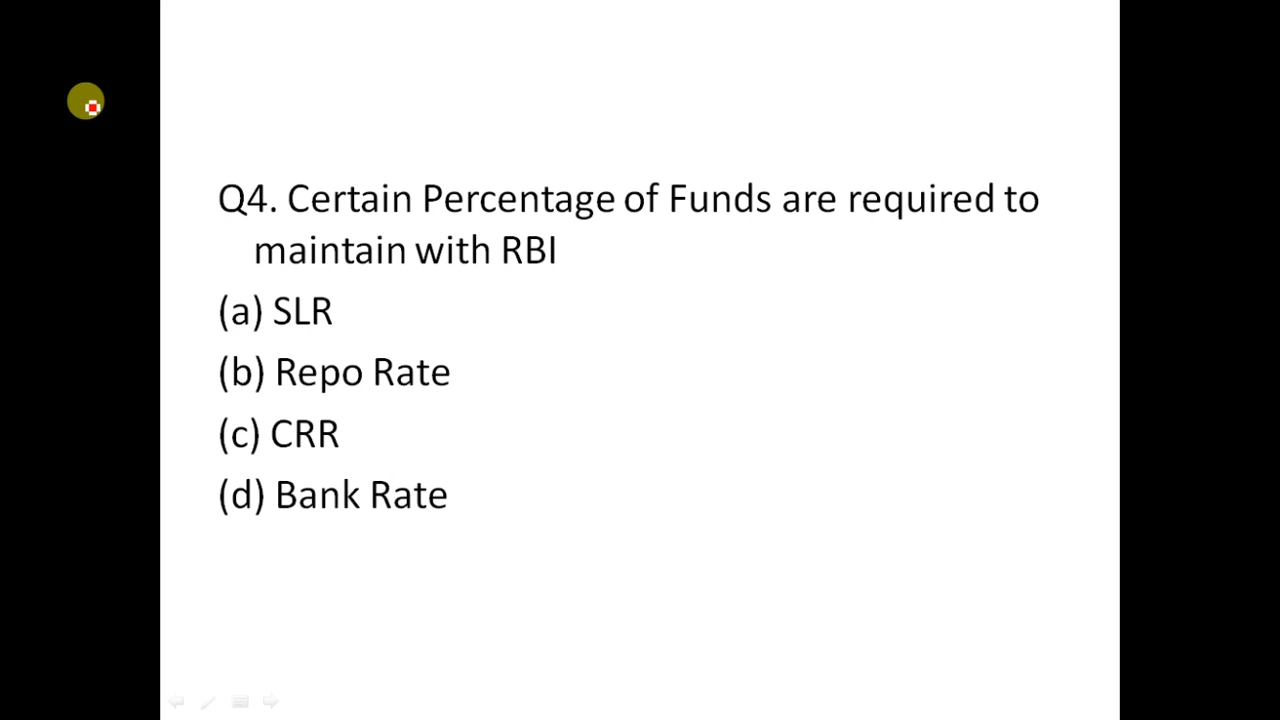 Q4. Certain Percentage of Funds are required to
maintain with RBI
(a) SLR
(b) Repo Rate
(c) CRR
(d) Bank Rate